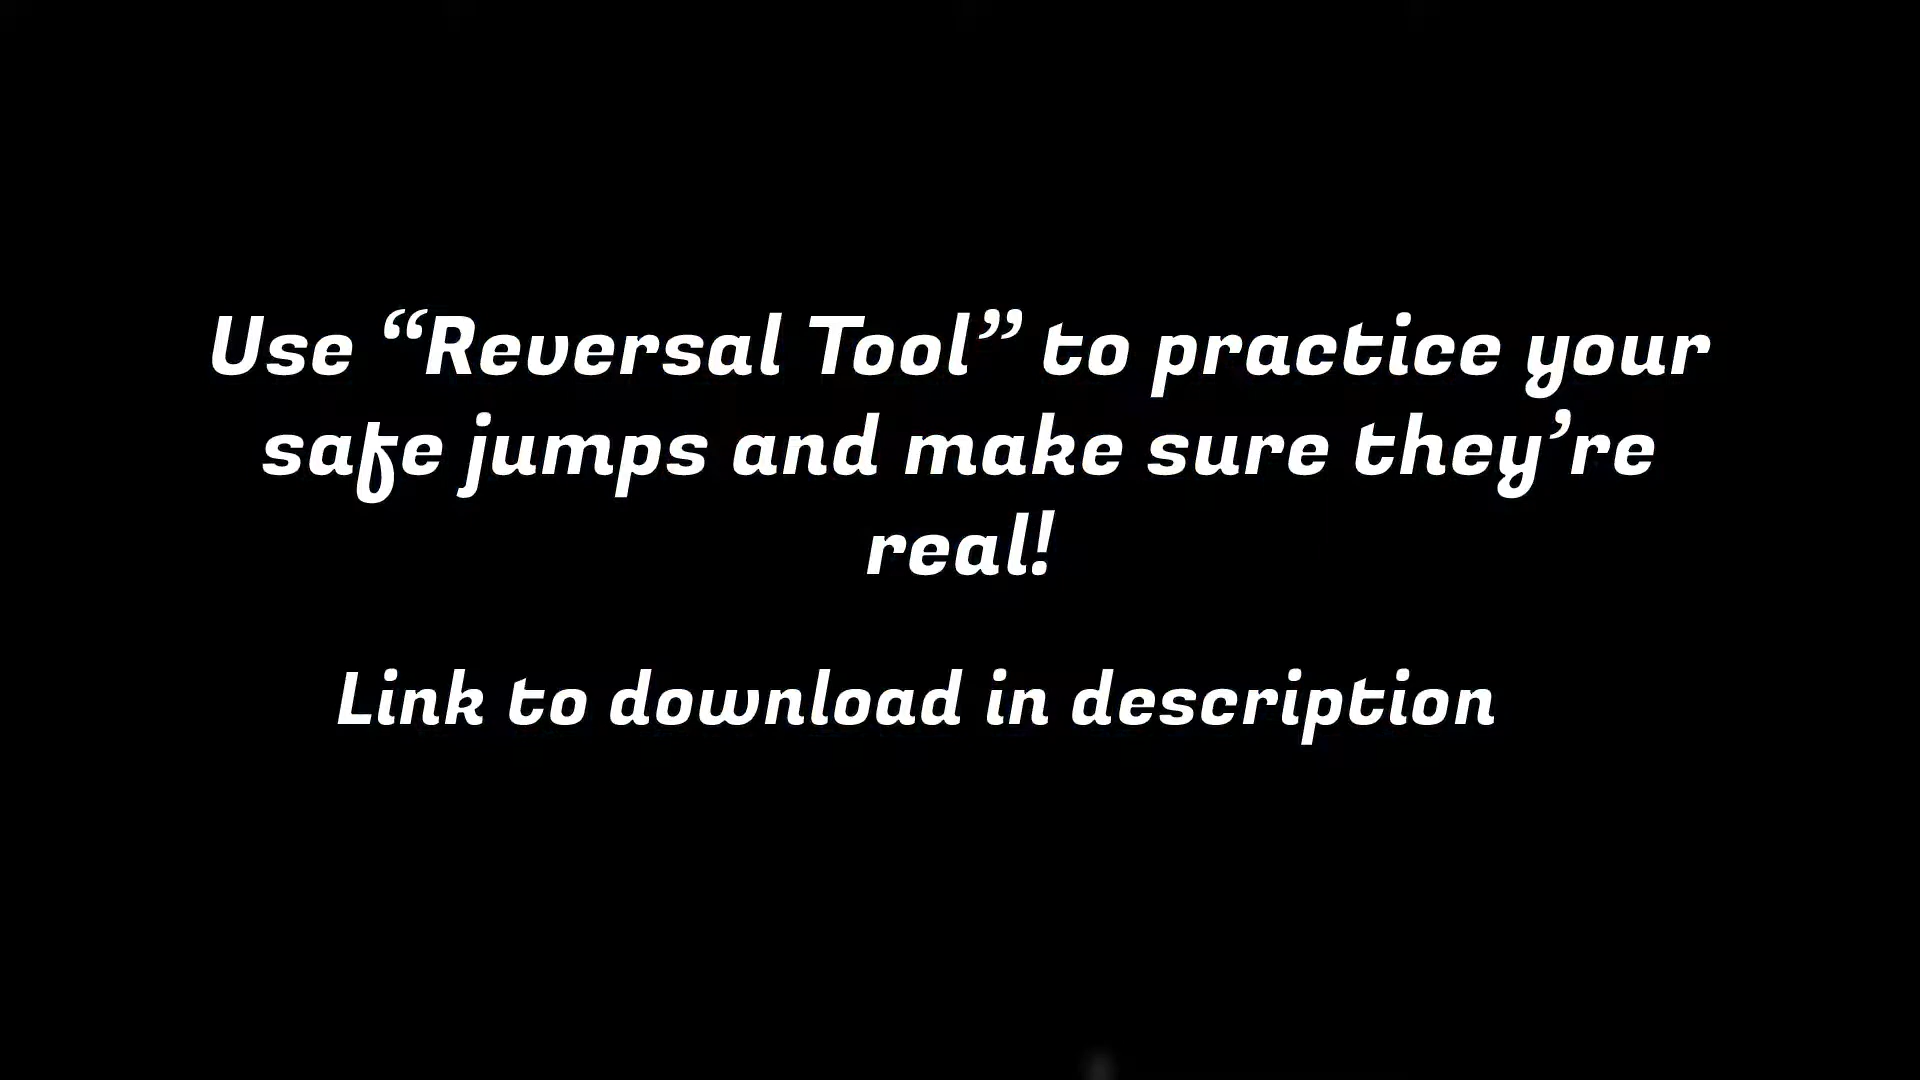 Use “Reversal Tool” to practice your
safe jumps and make sure they’re
real!
Link to download in description